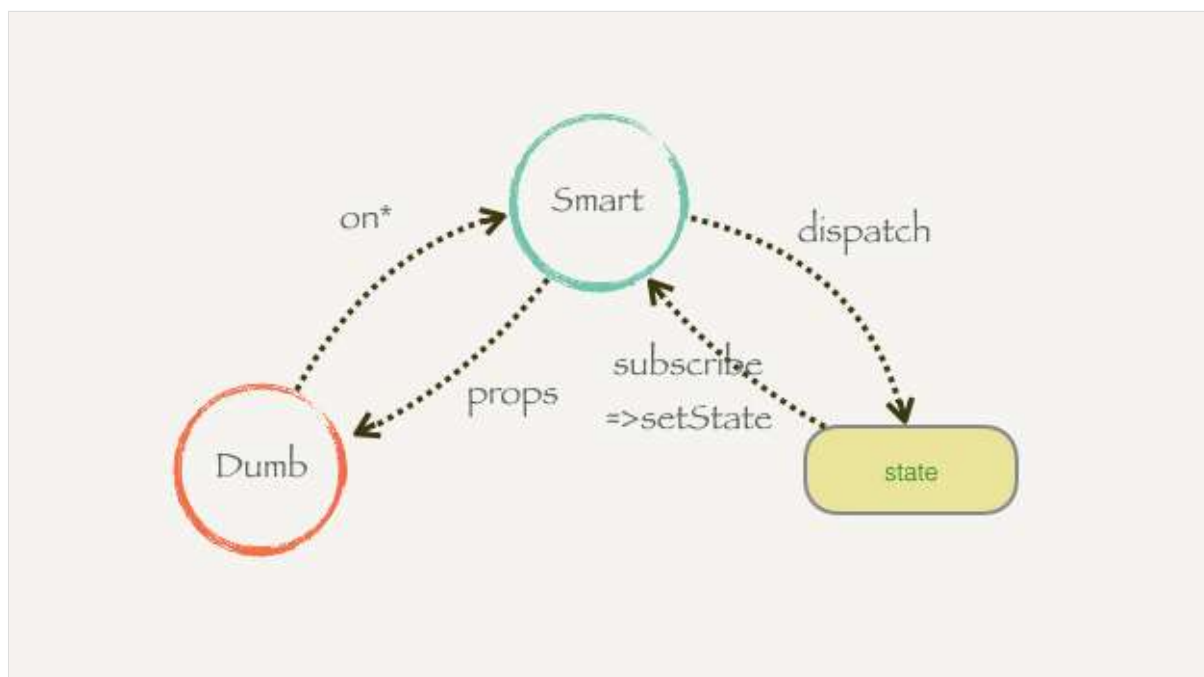 Smart
on*
dispatch
subscribe
props
=>setState
Dumb
state